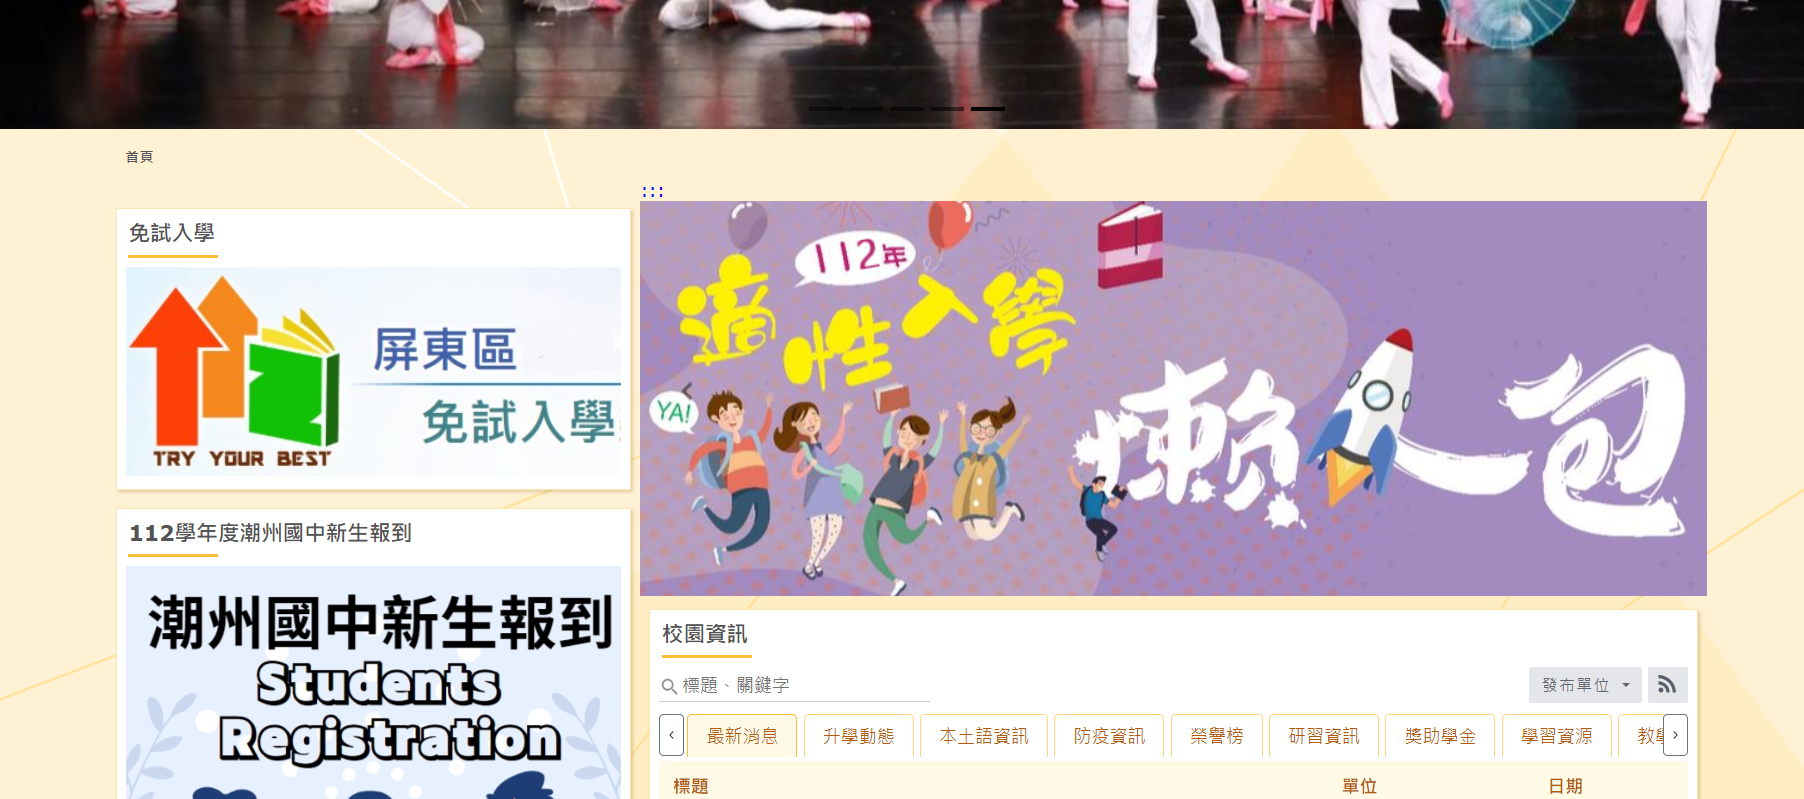 首頁
:::
免試入學
屏東區
免試入學
TRY YOUR BEST
112學年度潮州國中新生報到
潮州國中新生報到
Students
Registration
112年
適性入學
YA!
懶人包
校園資訊
標題、關鍵字
發布單位
最新消息
升學動態
本土語資訊
防疫資訊
榮譽榜
研習資訊
獎助學金
學習資源
教
標題
單位
日期